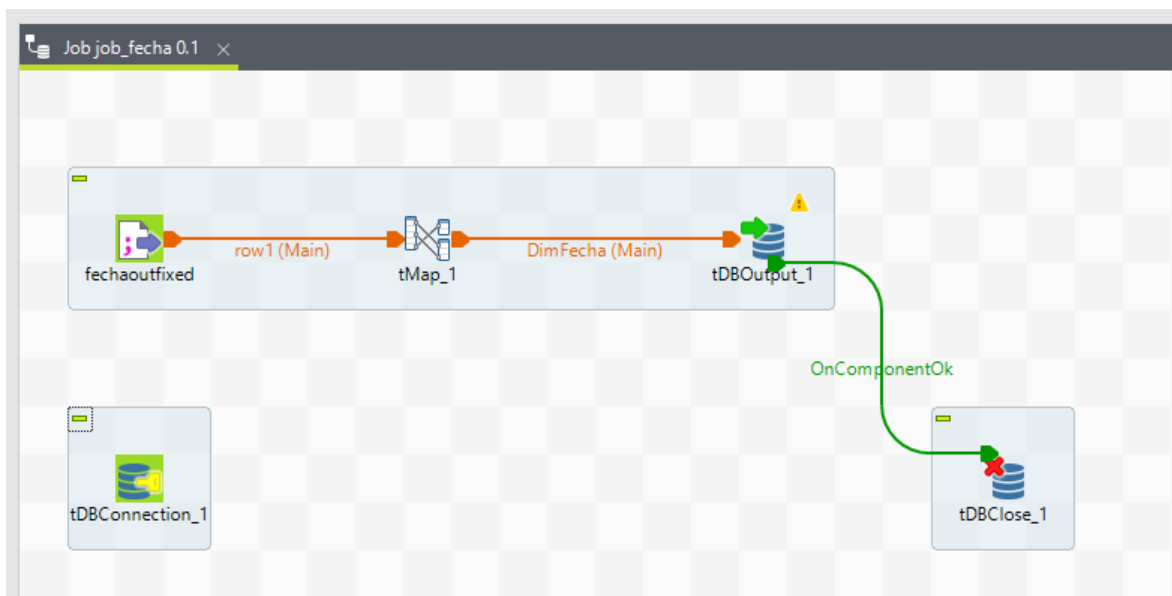 Job job_fecha 0.1
row1 (Main)
DimFecha (Main)
fechaoutfixed
tMap_1
tDBOutput_1
OnComponentOk
tDBConnection_1
tDBClose_1